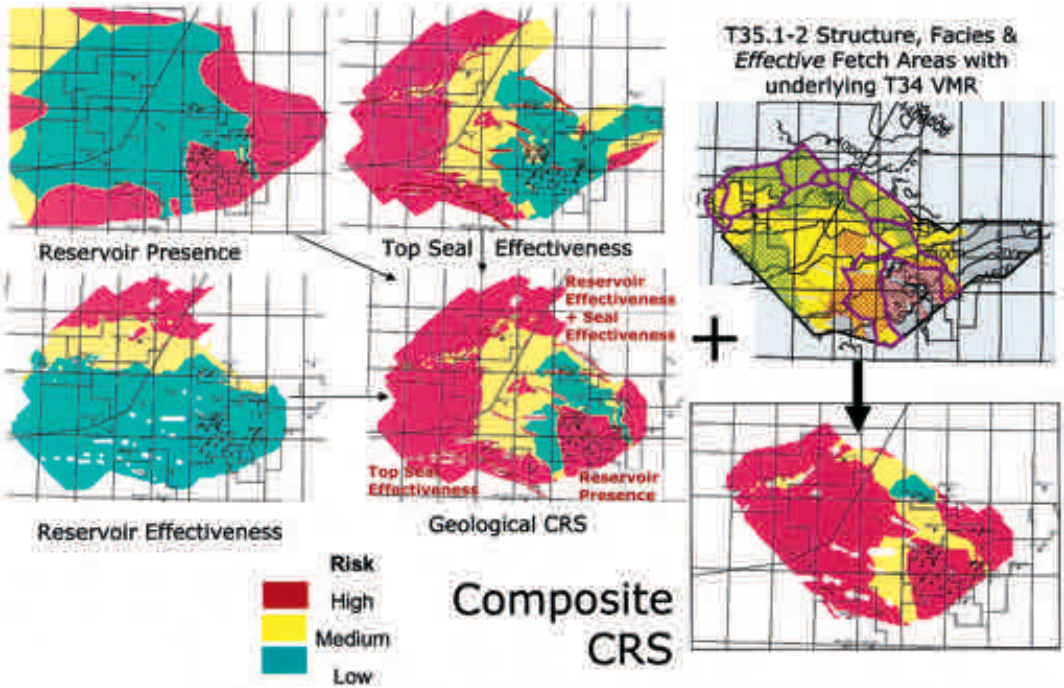 T35.1-2 Structure, Facies &
Effective Fetch Areas with
underlying T34 VMR
Reservoir Presence
Top Seal Effectiveness
Reservoir
Effectiveness
+ Seal
Effectiveness
+
Top Seal
Effectiveness
Reservoir
Presence
Reservoir Effectiveness
Geological CRS
Risk
High
Medium
Low
Composite
CRS